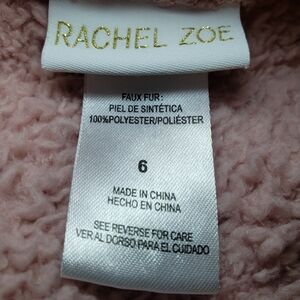 RACHEL ZOE
FAUX FUR:
PIEL DE SINTÉTICA
100%POLYESTER/POLIÉSTER
6
MADE IN CHINA
HECHO EN CHINA
SEE REVERSE FOR CARE
VER AL DORSO PARA EL CUIDADO